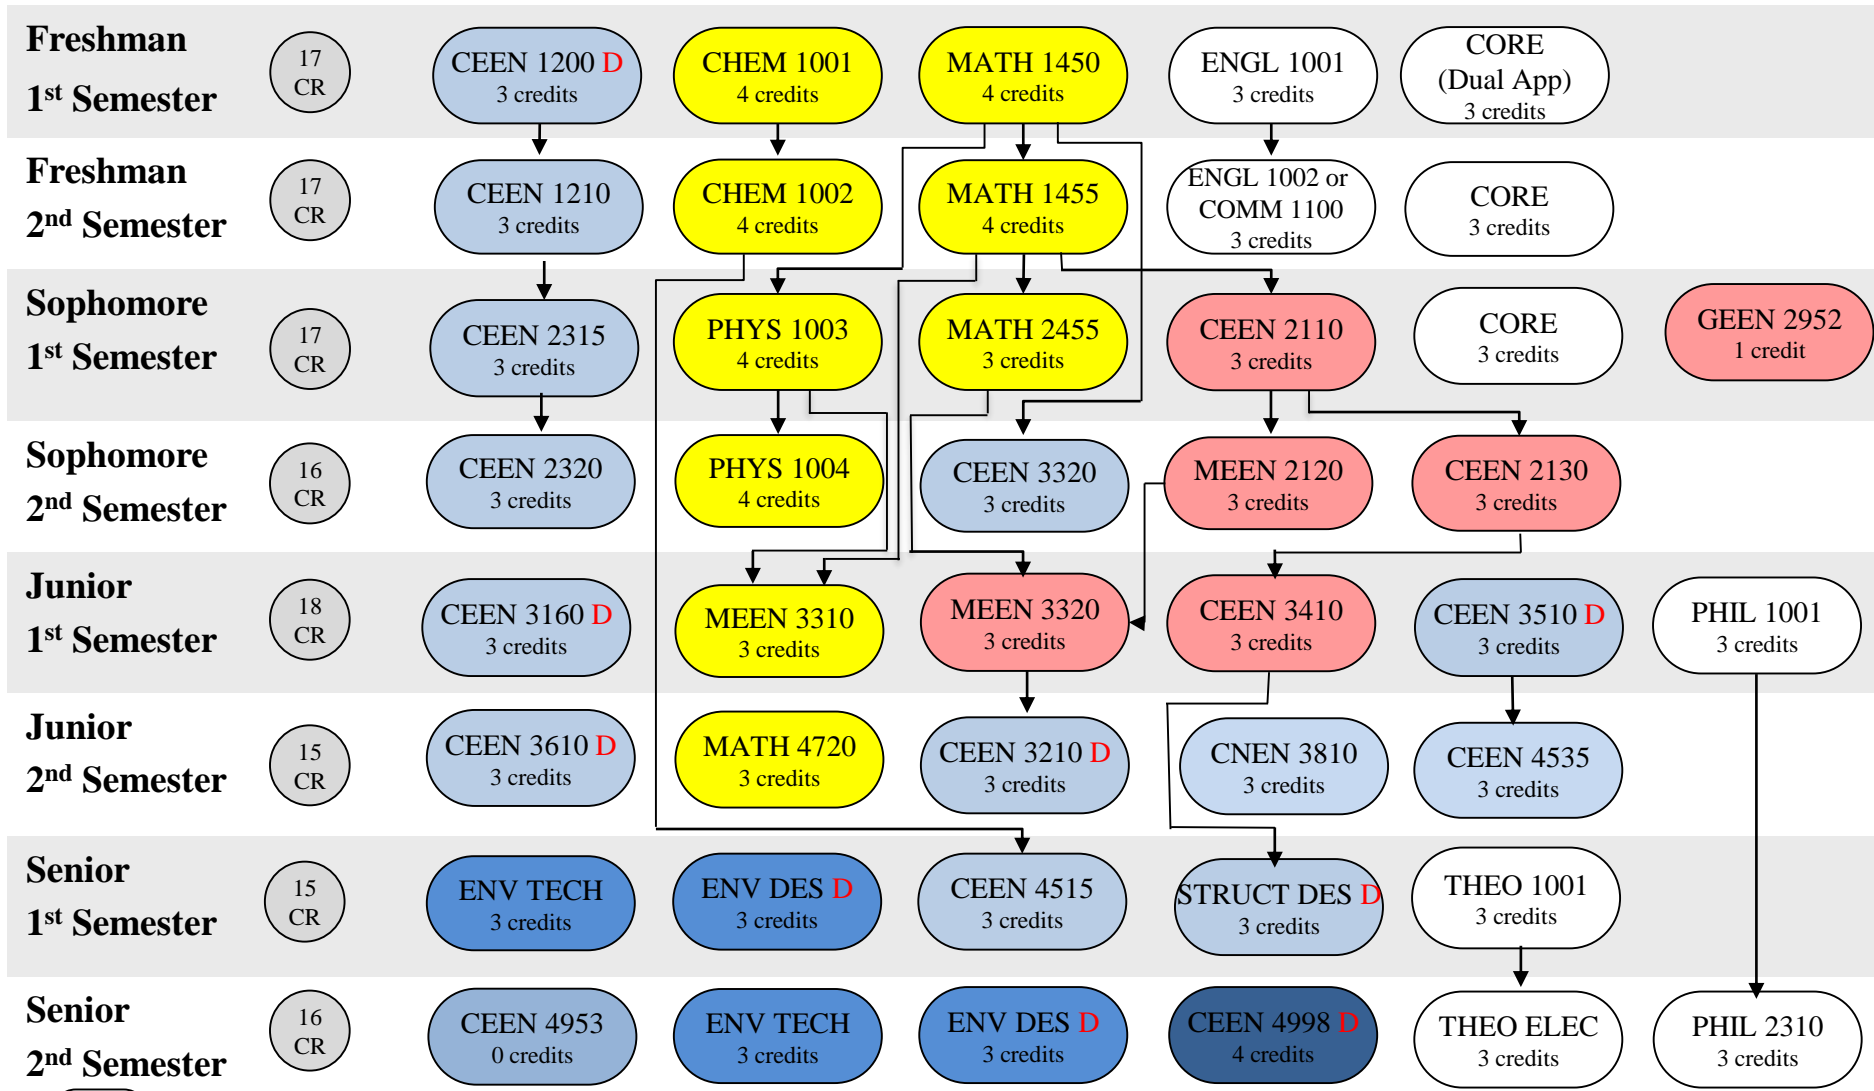 Freshman
1st Semester
17
CR
CEEN 1200 D
3 credits
CHEM 1001
4 credits
MATH 1450
4 credits
ENGL 1001
3 credits
CORE
(Dual App)
3 credits
Freshman
2nd Semester
17
CR
CEEN 1210
3 credits
CHEM 1002
4 credits
MATH 1455
4 credits
ENGL 1002 or
COMM 1100
3 credits
CORE
3 credits
Sophomore
1st Semester
17
CR
CEEN 2315
3 credits
PHYS 1003
4 credits
MATH 2455
3 credits
CEEN 2110
3 credits
CORE
3 credits
GEEN 2952
1 credit
Sophomore
2nd Semester
16
CR
CEEN 2320
3 credits
PHYS 1004
4 credits
CEEN 3320
3 credits
MEEN 2120
3 credits
CEEN 2130
3 credits
Junior
1st Semester
18
CR
CEEN 3160 D
3 credits
MEEN 3310
3 credits
MEEN 3320
3 credits
CEEN 3410
3 credits
CEEN 3510 D
3 credits
PHIL 1001
3 credits
Junior
2nd Semester
15
CR
CEEN 3610 D
3 credits
MATH 4720
3 credits
CEEN 3210 D
3 credits
CNEN 3810
3 credits
CEEN 4535
3 credits
Senior
1st Semester
15
CR
ENV TECH
3 credits
ENV DES D
3 credits
CEEN 4515
3 credits
STRUCT DES D
3 credits
THEO 1001
3 credits
Senior
2nd Semester
16
CR
CEEN 4953
0 credits
ENV TECH
3 credits
ENV DES D
3 credits
CEEN 4998 D
4 credits
THEO ELEC
3 credits
PHIL 2310
3 credits